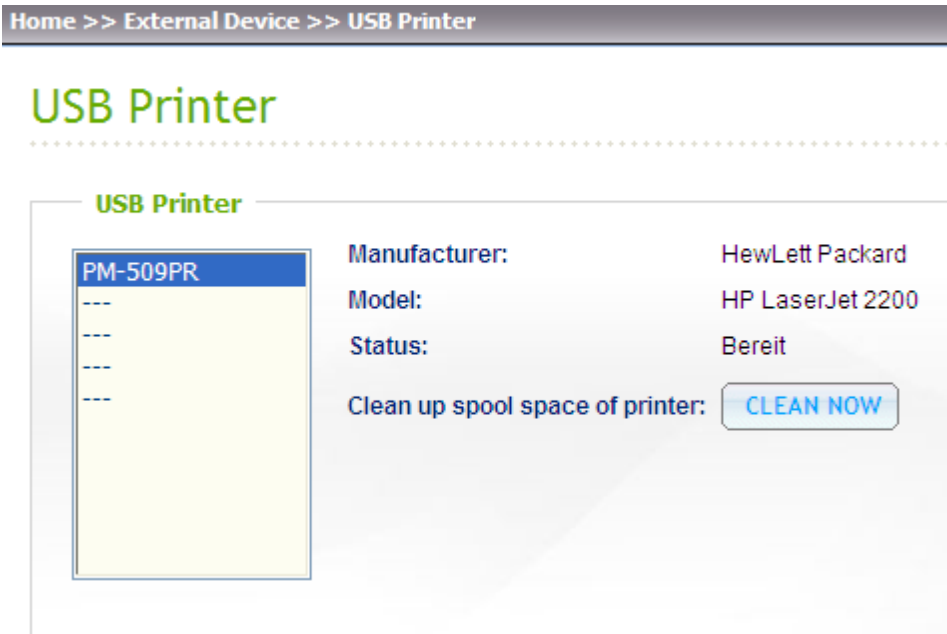 Home >> External Device >> USB Printer
USB Printer
USB Printer
PM-509PR
---
---
---
---
Manufacturer: HewLett Packard
Model: HP LaserJet 2200
Status: Bereit
Clean up spool space of printer: CLEAN NOW